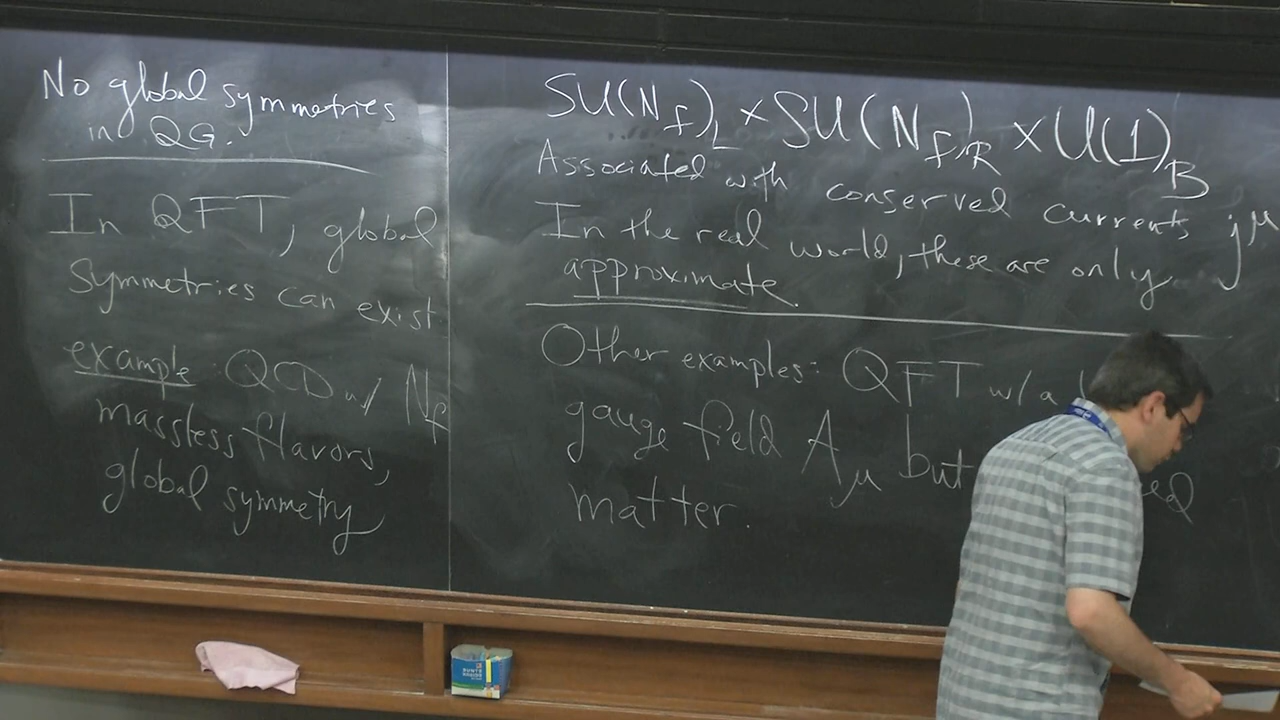 No global symmetries
in QG.
In QFT, global
Symmetries can exist
example: QCD w/ Nf
massless flavors,
global symmetry
SU(N_f)_L × SU(N_f)_R × U(1)_B
Associated with conserved currents j^μ
In the real world, these are only
approximate.
Other examples: QFT w/ a
gauge field A_μ but
matter.